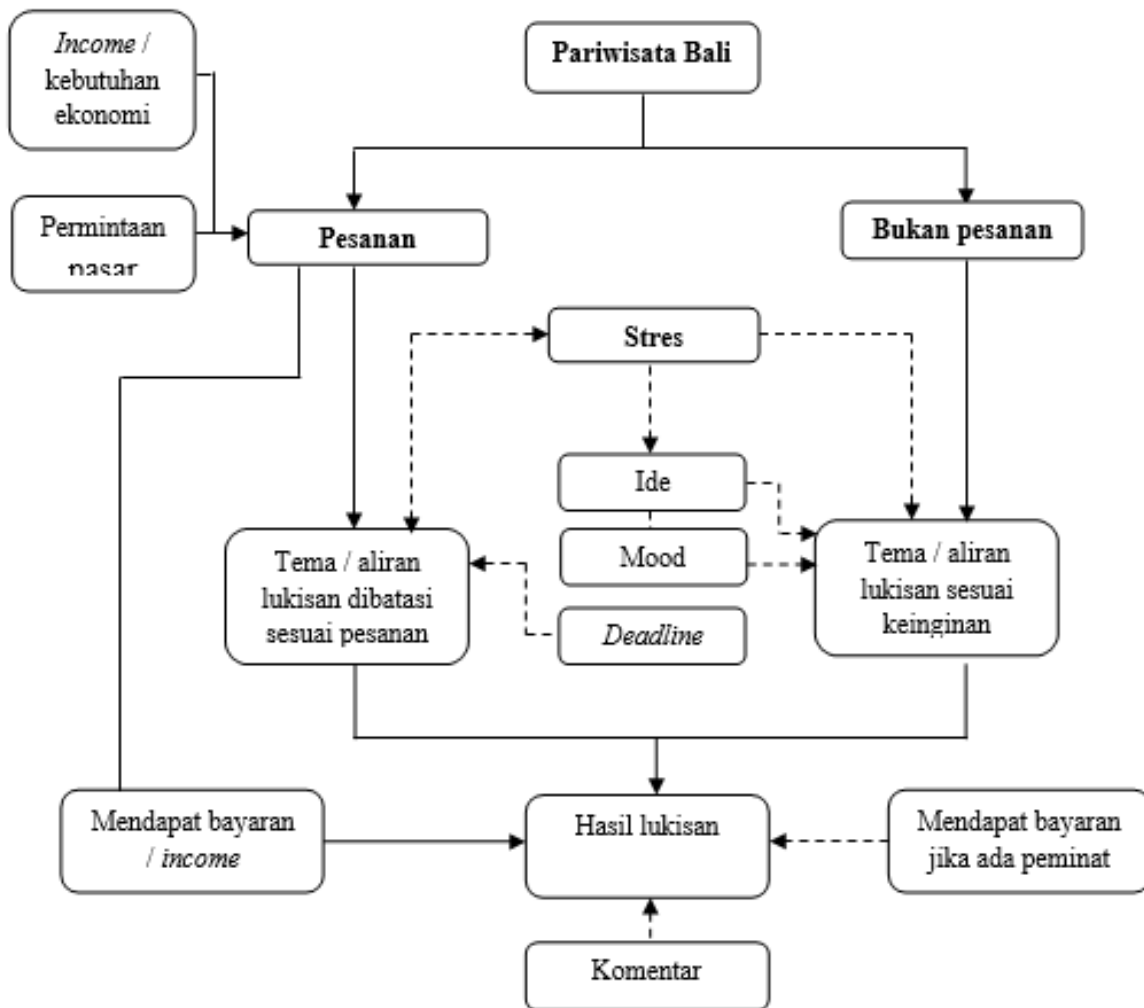 Income /
kebutuhan
ekonomi
Pariwisata Bali
Permintaan
pasar
Pesanan
Bukan pesanan
Stres
Ide
Mood
Deadline
Tema / aliran
lukisan dibatasi
sesuai pesanan
Tema / aliran
lukisan sesuai
keinginan
Mendapat bayaran
/ income
Hasil lukisan
Mendapat bayaran
jika ada peminat
Komentar